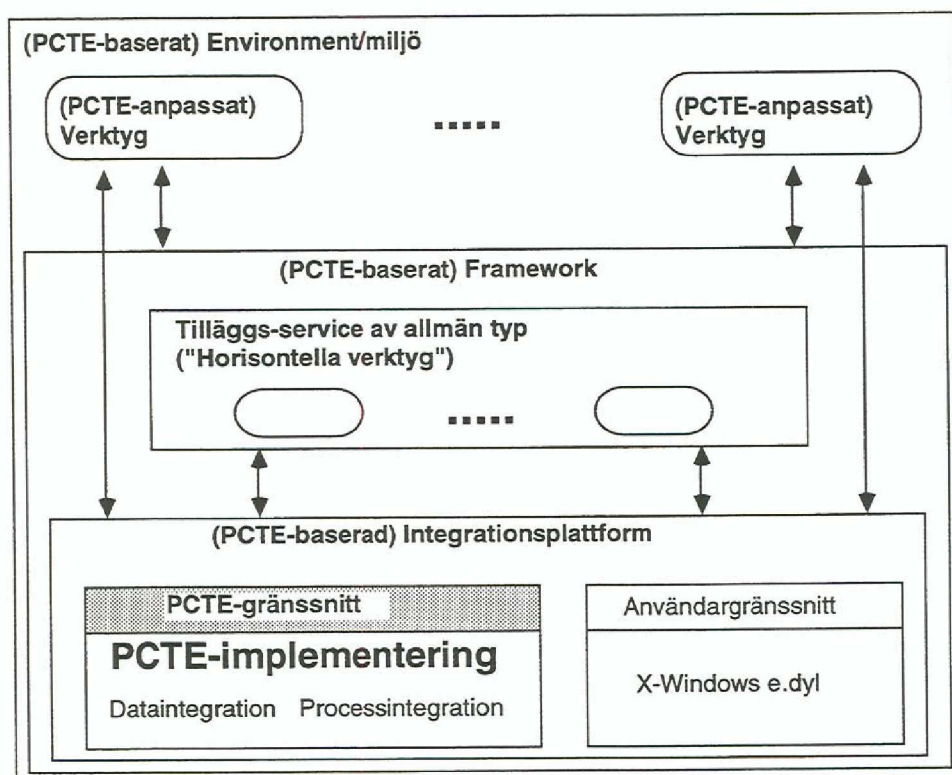 (PCTE-baserat) Environment/miljö
(PCTE-anpassat)
Verktyg
.....
(PCTE-anpassat)
Verktyg
(PCTE-baserat) Framework
Tilläggs-service av allmän typ
("Horisontella verktyg")
.....
(PCTE-baserad) Integrationsplattform
PCTE-gränssnitt
PCTE-implementering
Dataintegration Processintegration
Användargränssnitt
X-Windows e.dyl